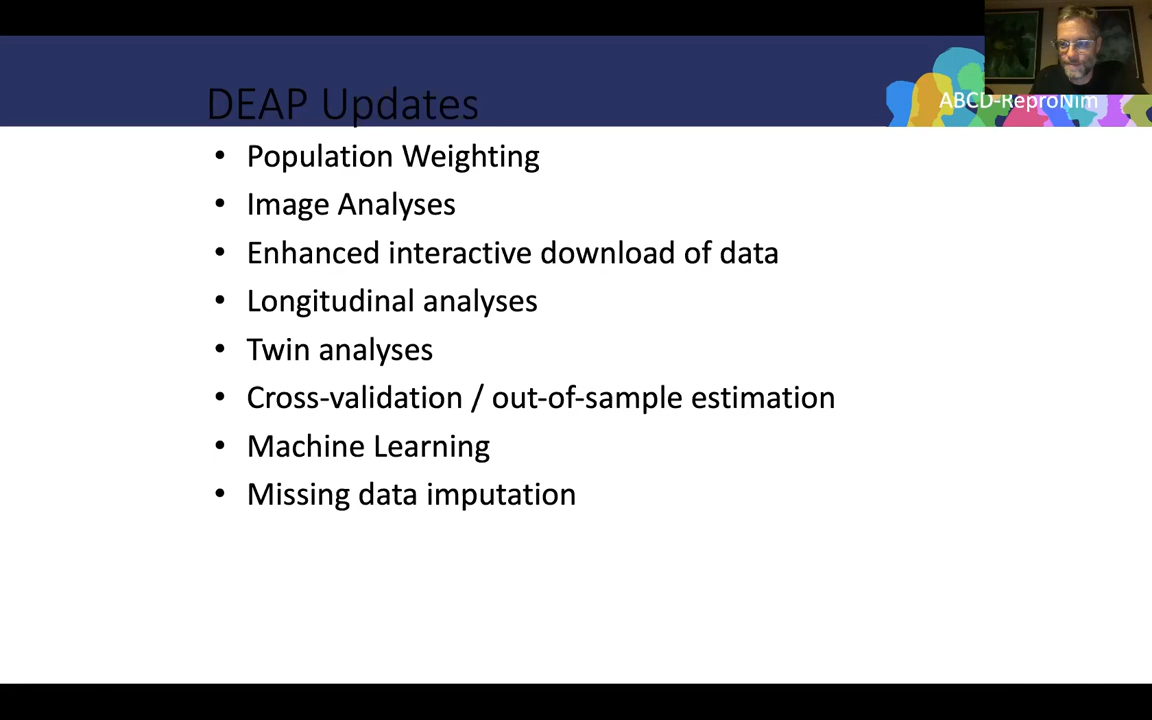 DEAP Updates
ABCD-ReproNim
• Population Weighting
• Image Analyses
• Enhanced interactive download of data
• Longitudinal analyses
• Twin analyses
• Cross-validation / out-of-sample estimation
• Machine Learning
• Missing data imputation